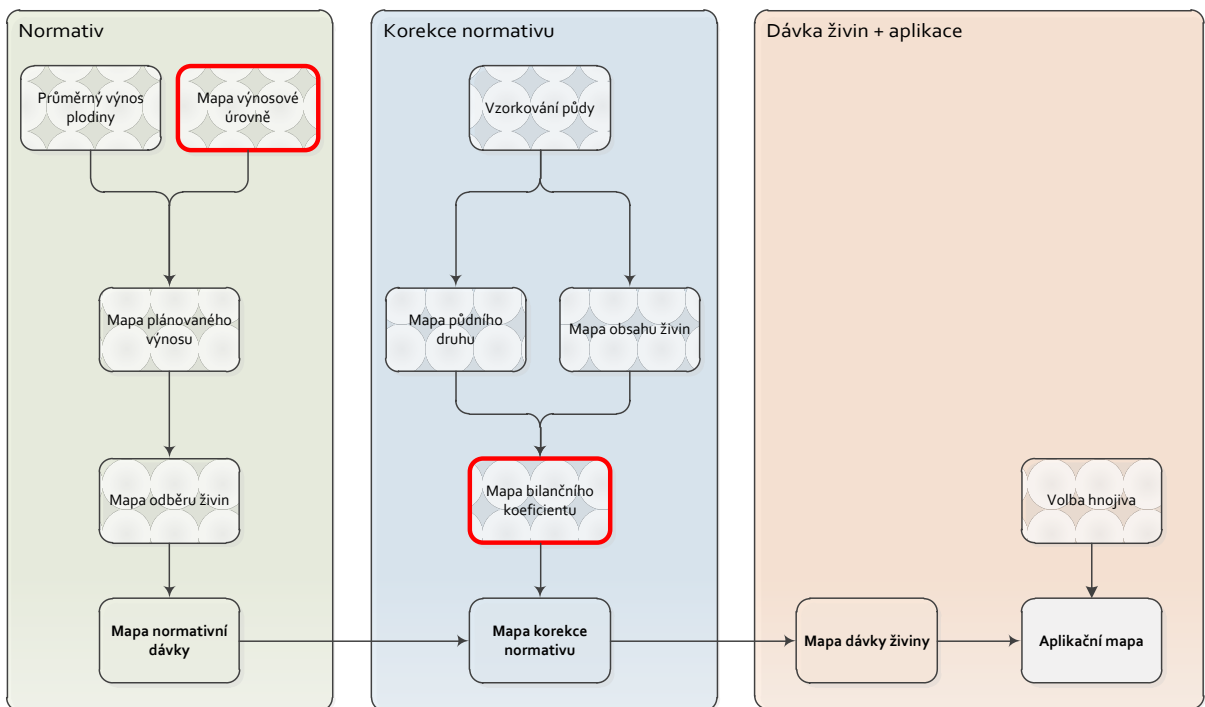 Normativ
Průměrný výnos
plodiny
Mapa výnosové
úrovně
Mapa plánovaného
výnosu
Mapa odběru živin
Mapa normativní
dávky
Korekce normativu
Vzorkování půdy
Mapa půdního
druhu
Mapa obsahu živin
Mapa bilančního
koeficientu
Mapa korekce
normativu
Dávka živin + aplikace
Volba hnojiva
Mapa dávky živiny
Aplikační mapa